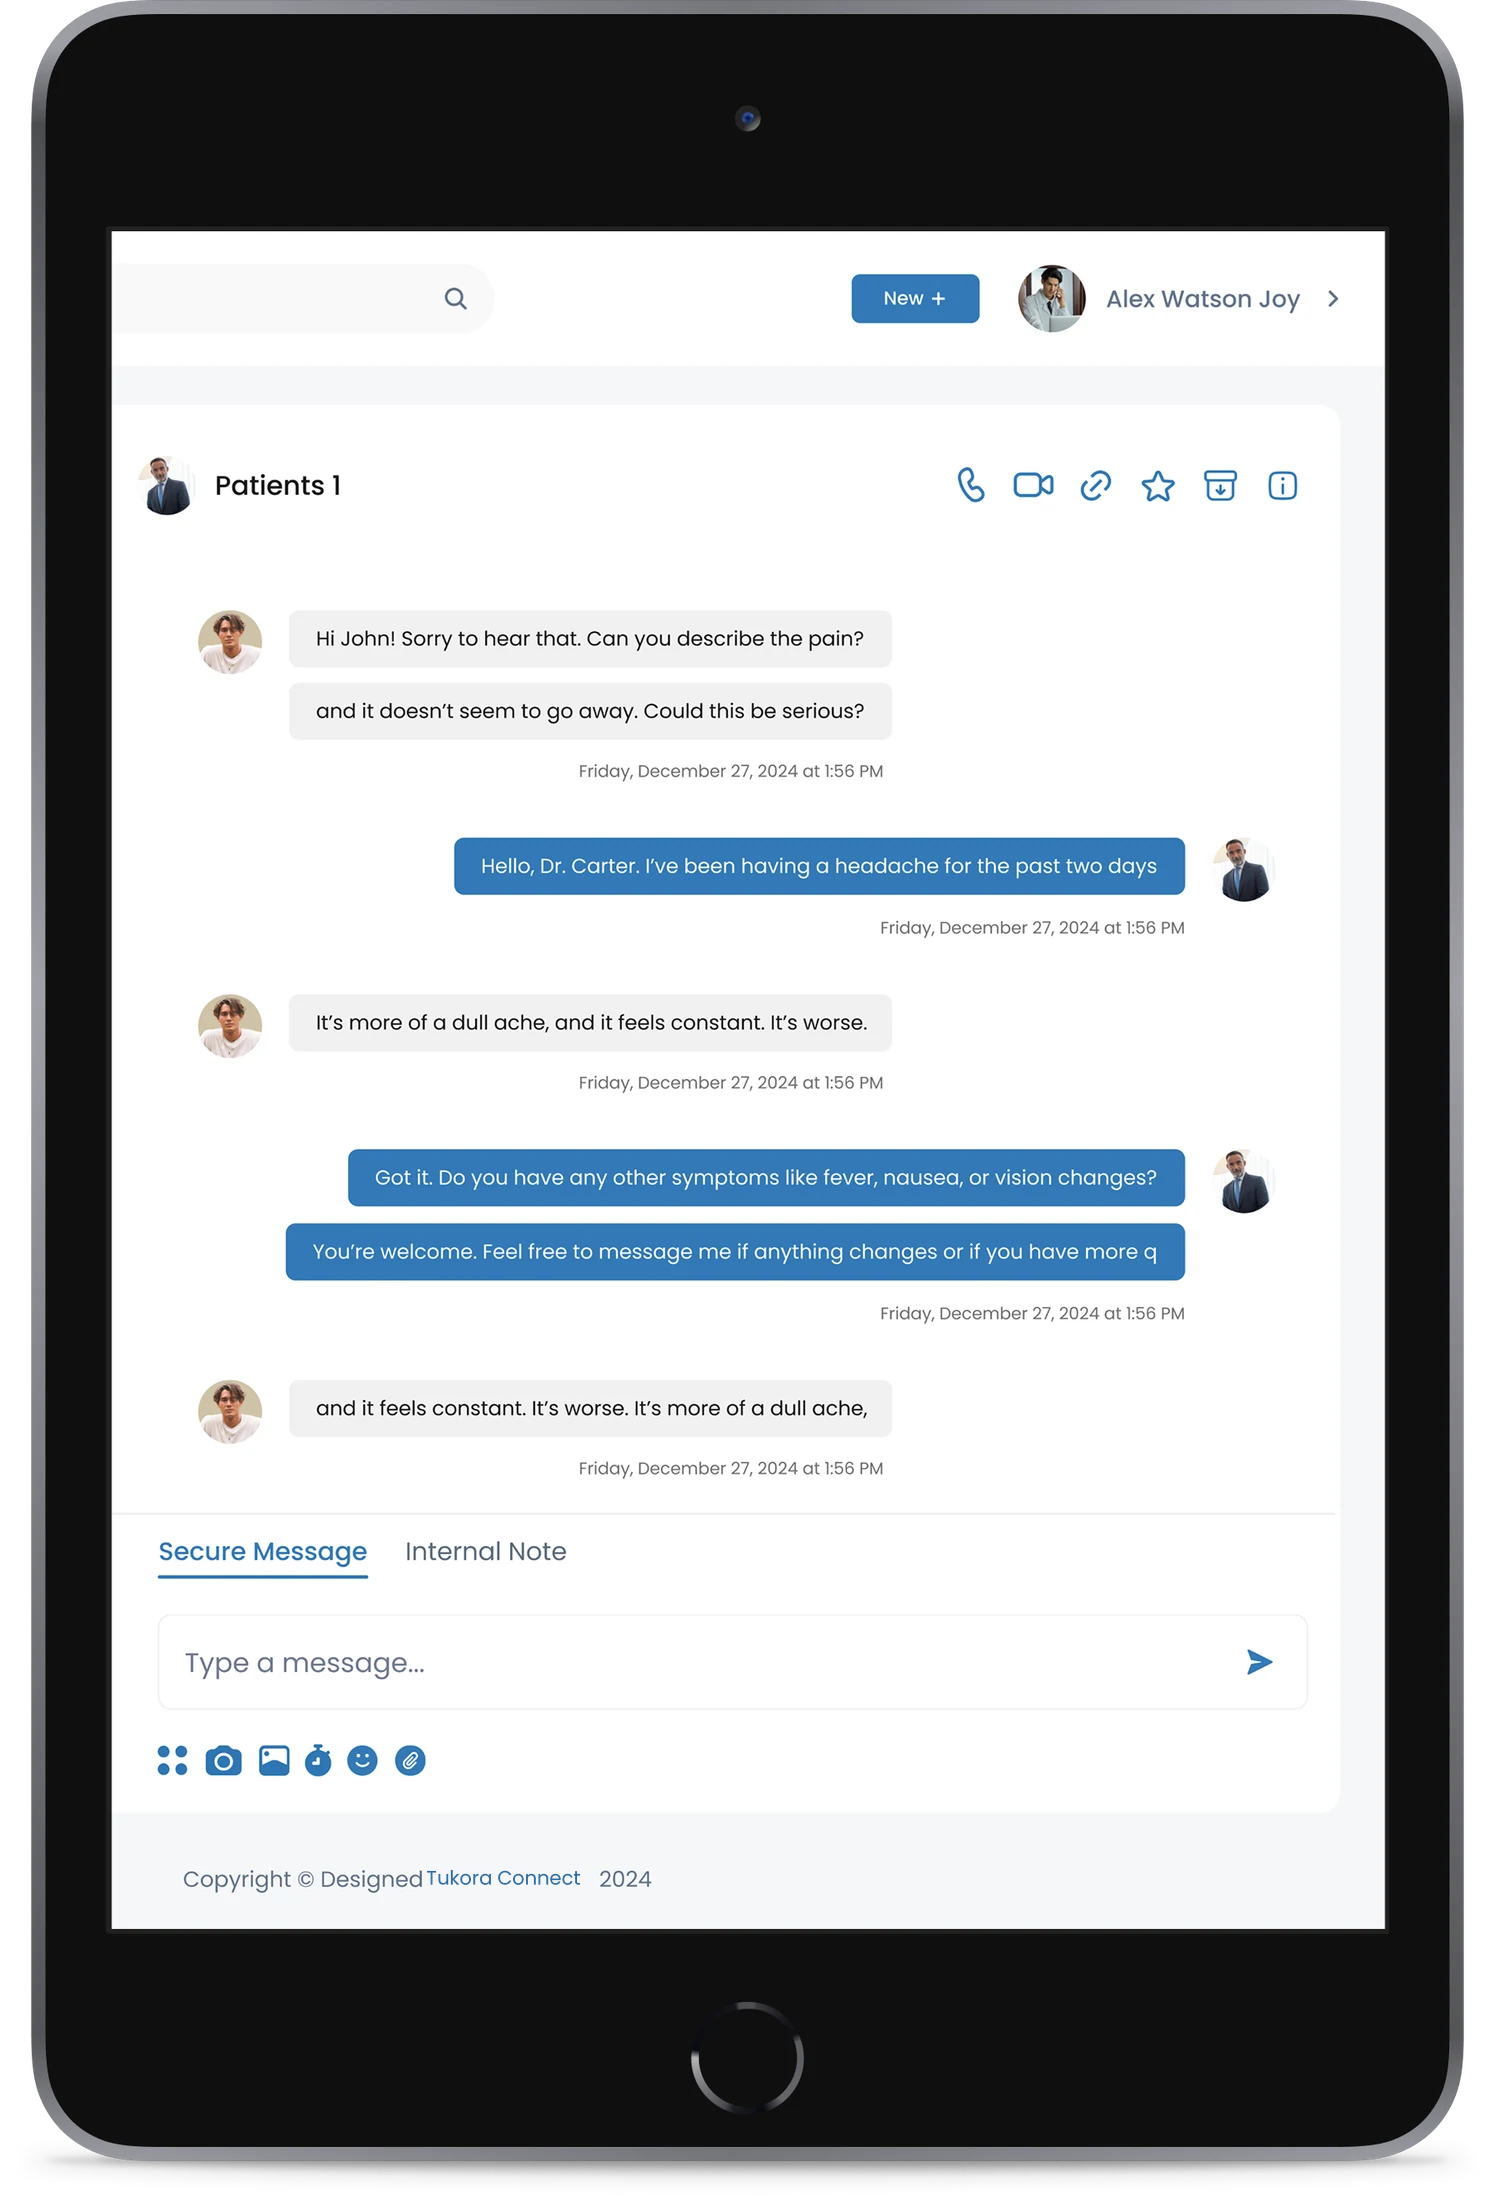 New +
Alex Watson Joy
Patients 1
Hi John! Sorry to hear that. Can you describe the pain?
and it doesn’t seem to go away. Could this be serious?
Friday, December 27, 2024 at 1:56 PM
Hello, Dr. Carter. I’ve been having a headache for the past two days
Friday, December 27, 2024 at 1:56 PM
It’s more of a dull ache, and it feels constant. It’s worse.
Friday, December 27, 2024 at 1:56 PM
Got it. Do you have any other symptoms like fever, nausea, or vision changes?
You’re welcome. Feel free to message me if anything changes or if you have more q
Friday, December 27, 2024 at 1:56 PM
and it feels constant. It’s worse. It’s more of a dull ache,
Friday, December 27, 2024 at 1:56 PM
Secure Message Internal Note
Type a message...
Copyright © Designed Tukora Connect 2024